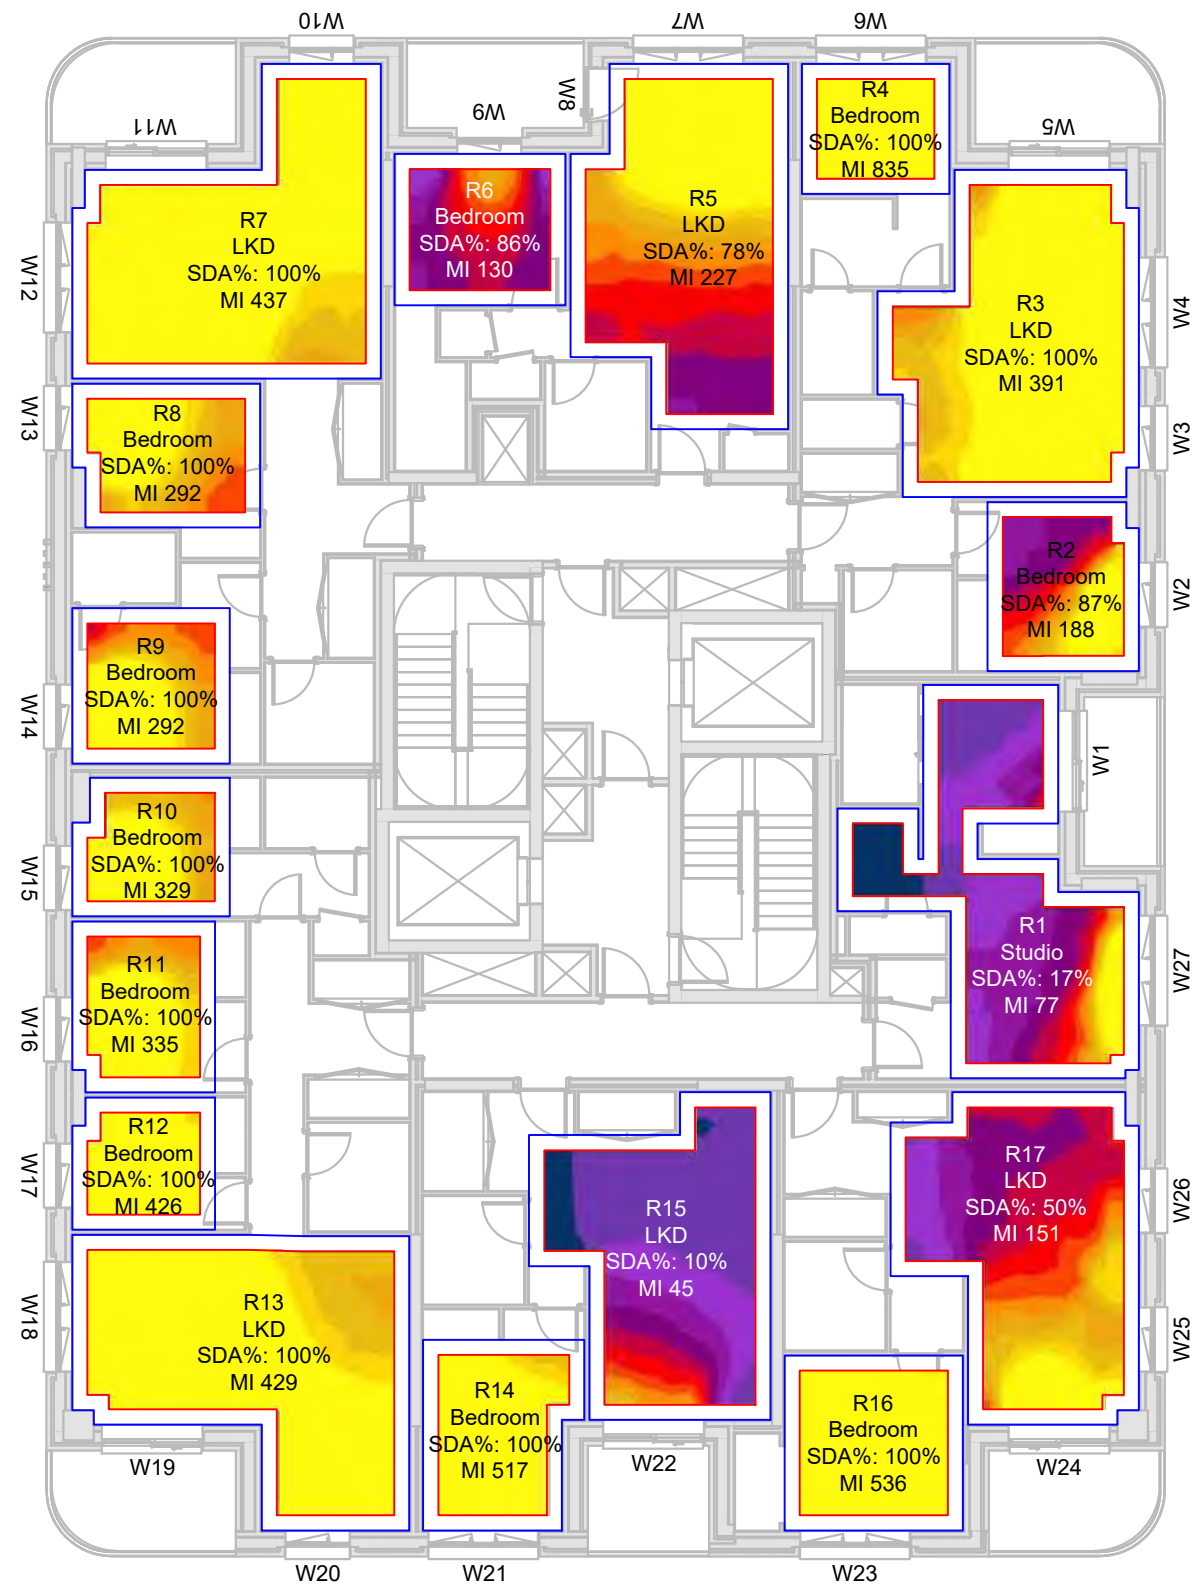 W10
W7
W6
W11
W9
W8
W5
R4
Bedroom
SDA%: 100%
MI 835
R6
Bedroom
SDA%: 86%
MI 130
R5
LKD
SDA%: 78%
MI 227
R7
LKD
SDA%: 100%
MI 437
W12
R3
LKD
SDA%: 100%
MI 391
W4
W13
R8
Bedroom
SDA%: 100%
MI 292
W3
R2
Bedroom
SDA%: 87%
MI 188
W2
R9
Bedroom
SDA%: 100%
MI 292
W14
W1
R10
Bedroom
SDA%: 100%
MI 329
W15
R1
Studio
SDA%: 17%
MI 77
W27
R11
Bedroom
SDA%: 100%
MI 335
W16
R12
Bedroom
SDA%: 100%
MI 426
W17
R15
LKD
SDA%: 10%
MI 45
R17
LKD
SDA%: 50%
MI 151
W26
R13
LKD
SDA%: 100%
MI 429
W18
W25
R14
Bedroom
SDA%: 100%
MI 517
R16
Bedroom
SDA%: 100%
MI 536
W19
W22
W24
W20
W21
W23